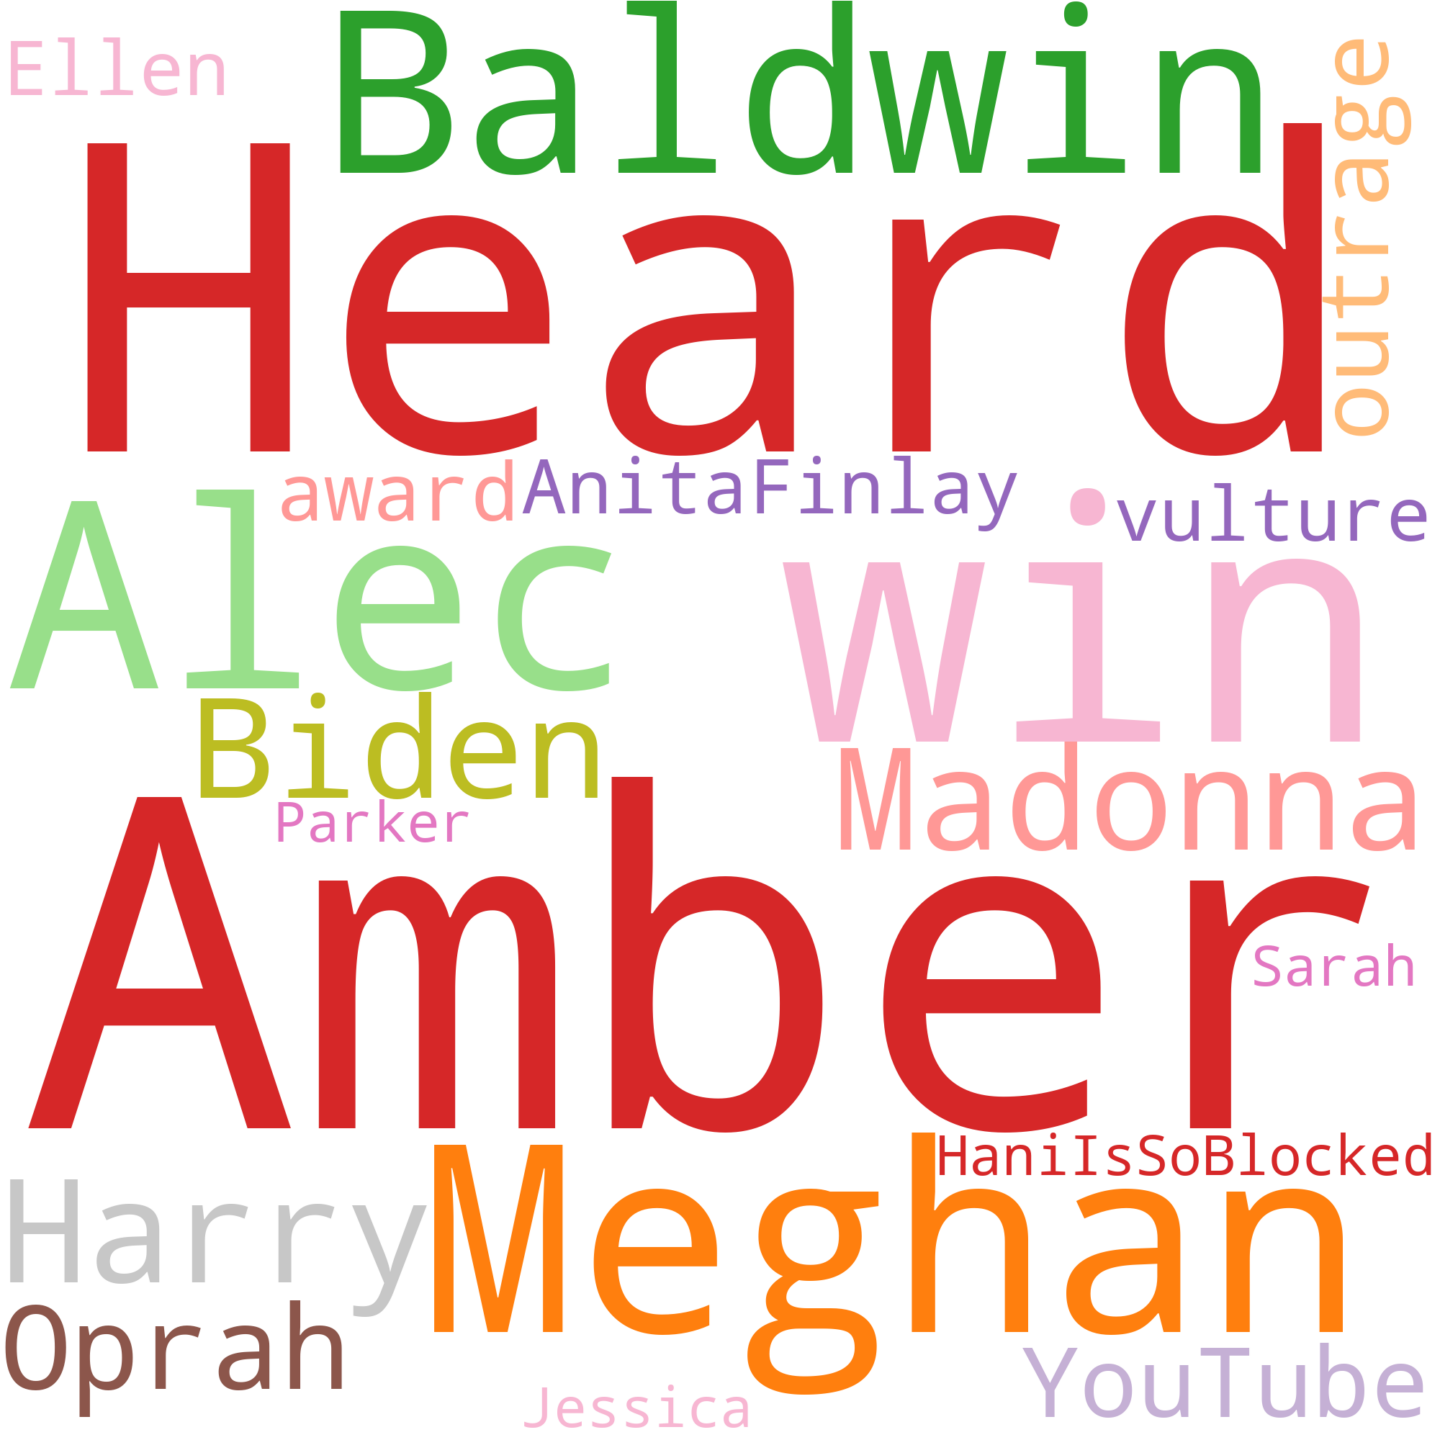 Ellen
Baldwin
outrage
Heard
award
AnitaFinlay
vulture
Alec
win
Biden
Madonna
Parker
Amber
Sarah
HaniIsSoBlocked
Harry
Meghan
Oprah
YouTube
Jessica